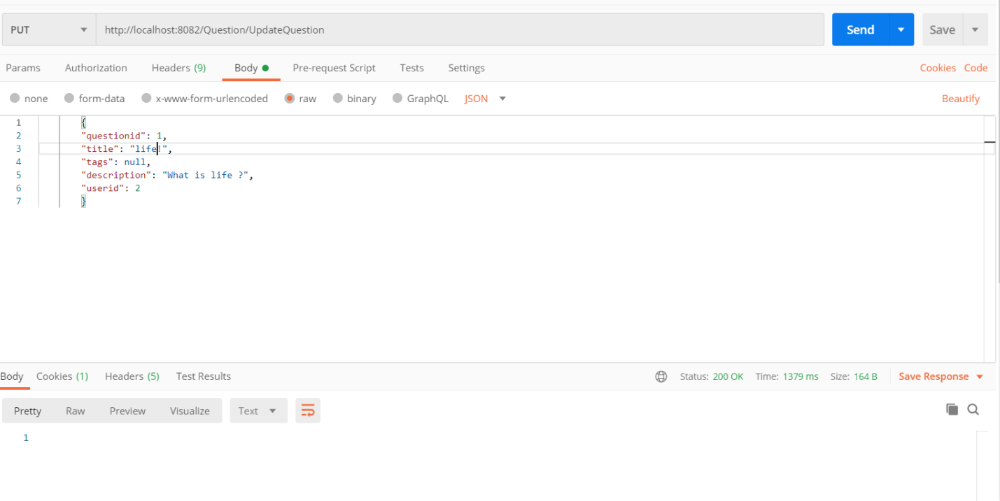 PUT http://localhost:8082/Question/UpdateQuestion Send Save
Params Authorization Headers (9) Body Pre-request Script Tests Settings Cookies Code
none form-data x-www-form-urlencoded raw binary GraphQL JSON Beautify
1 {
2 "questionid": 1,
3 "title": "life!",
4 "tags": null,
5 "description": "What is life ?",
6 "userid": 2
7 }
Body Cookies (1) Headers (5) Test Results Status: 200 OK Time: 1379 ms Size: 164 B Save Response
Pretty Raw Preview Visualize Text
1